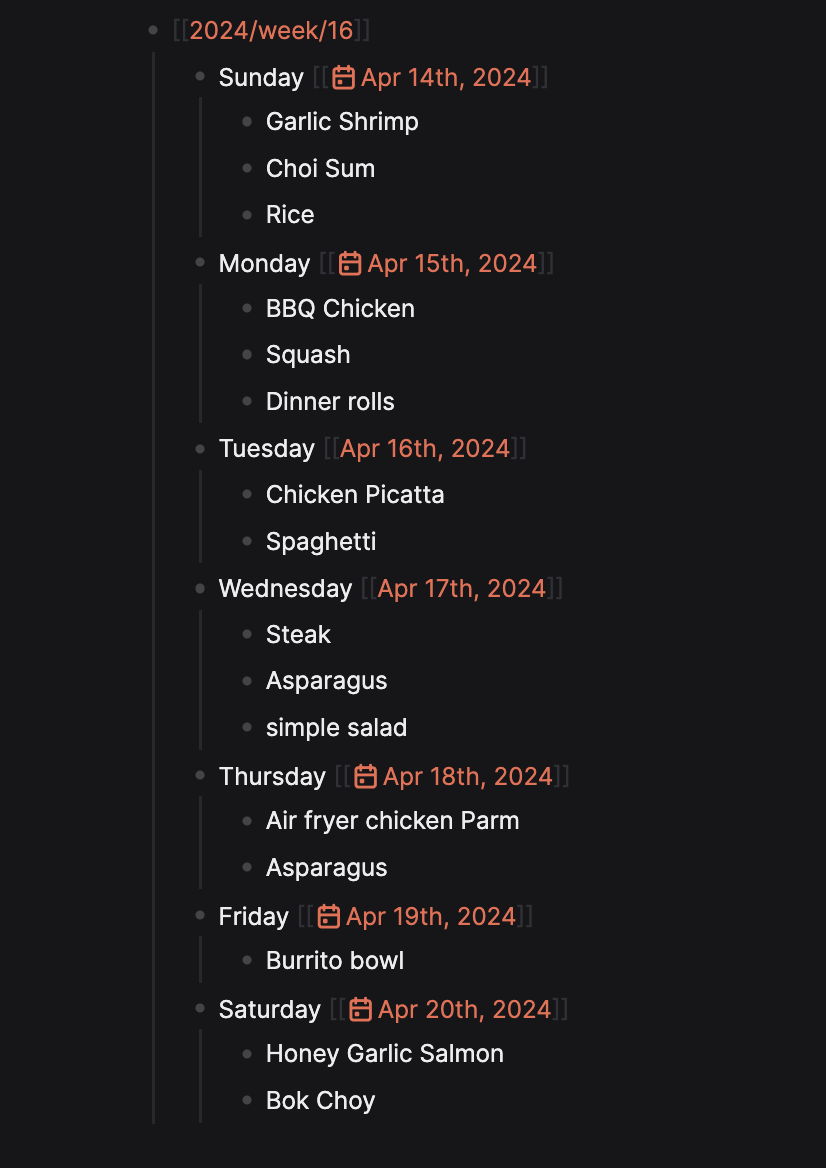 [[2024/week/16]]
Sunday [[Apr 14th, 2024]]
Garlic Shrimp
Choi Sum
Rice
Monday [[Apr 15th, 2024]]
BBQ Chicken
Squash
Dinner rolls
Tuesday [[Apr 16th, 2024]]
Chicken Picatta
Spaghetti
Wednesday [[Apr 17th, 2024]]
Steak
Asparagus
simple salad
Thursday [[Apr 18th, 2024]]
Air fryer chicken Parm
Asparagus
Friday [[Apr 19th, 2024]]
Burrito bowl
Saturday [[Apr 20th, 2024]]
Honey Garlic Salmon
Bok Choy